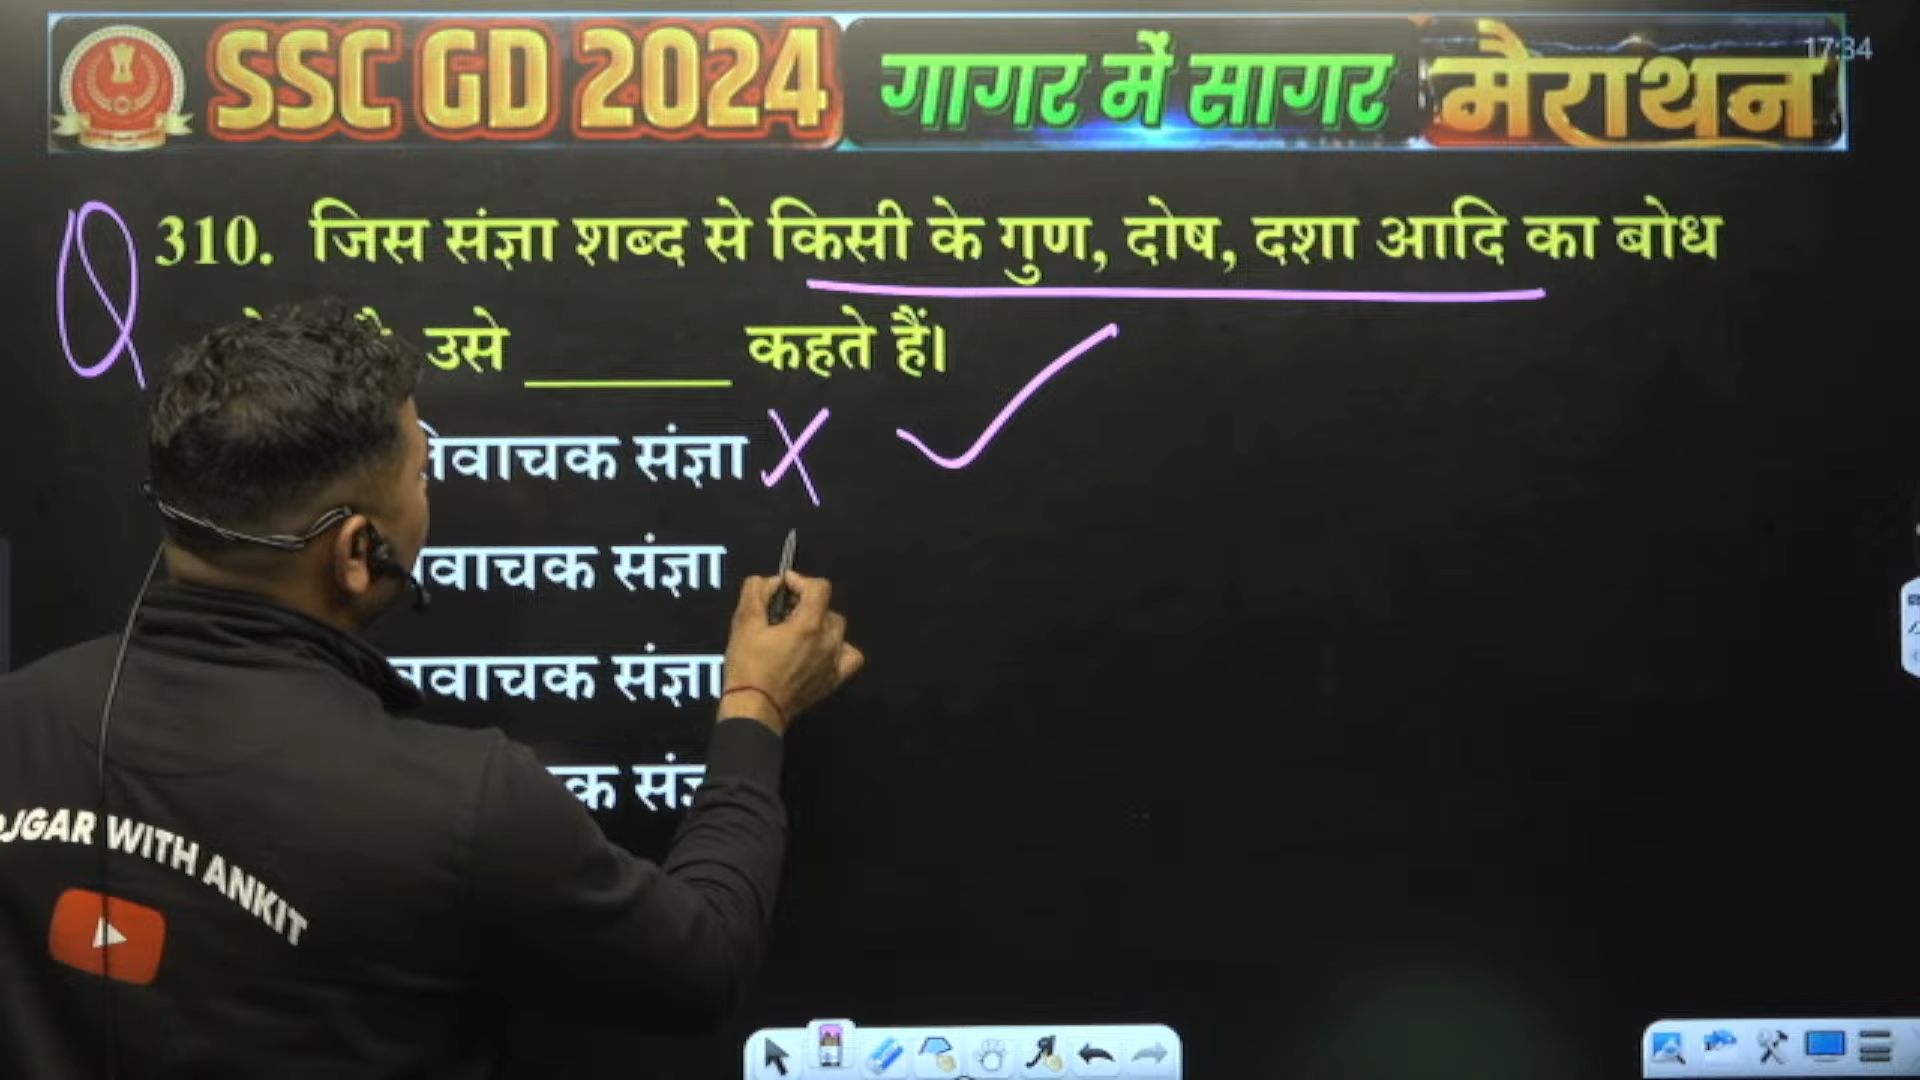 SSC GD 2024 गागर में सागर मैराथन
17:34
310. जिस संज्ञा शब्द से किसी के गुण, दोष, दशा आदि का बोध
उसे ______ कहते हैं।
वाचक संज्ञा
वाचक संज्ञा
वाचक संज्ञा
WITH ANKIT